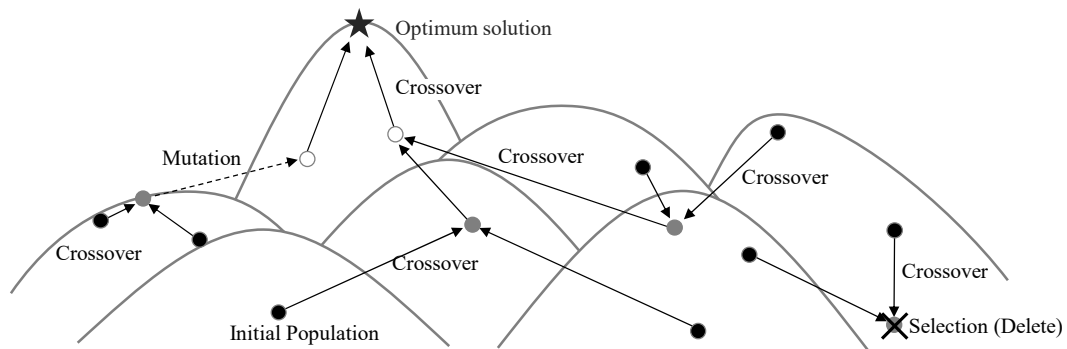 Optimum solution
Crossover
Mutation
Crossover
Crossover
Crossover
Crossover
Crossover
Initial Population
Selection (Delete)